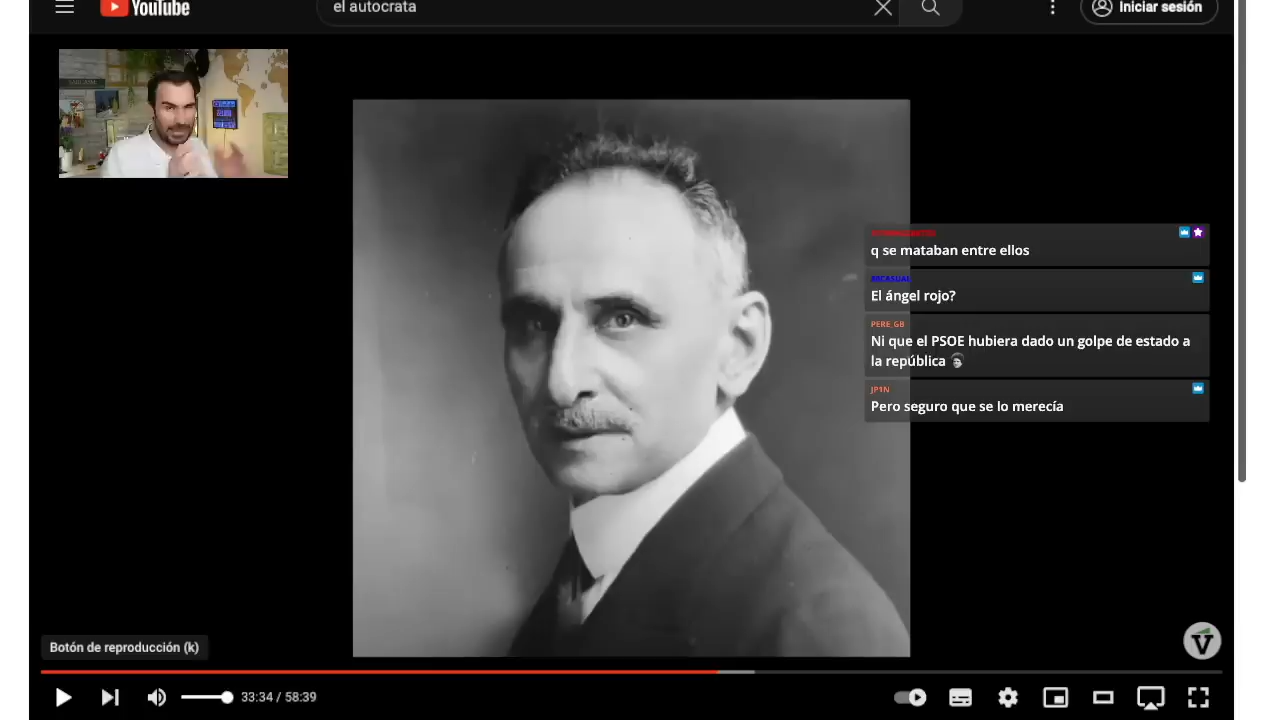 YouTube
el autocrata
Iniciar sesión
q se mataban entre ellos
El ángel rojo?
PERE_GB
Ni que el PSOE hubiera dado un golpe de estado a
la república
JP1N
Pero seguro que se lo merecía
Botón de reproducción (k)
33:34 / 58:39